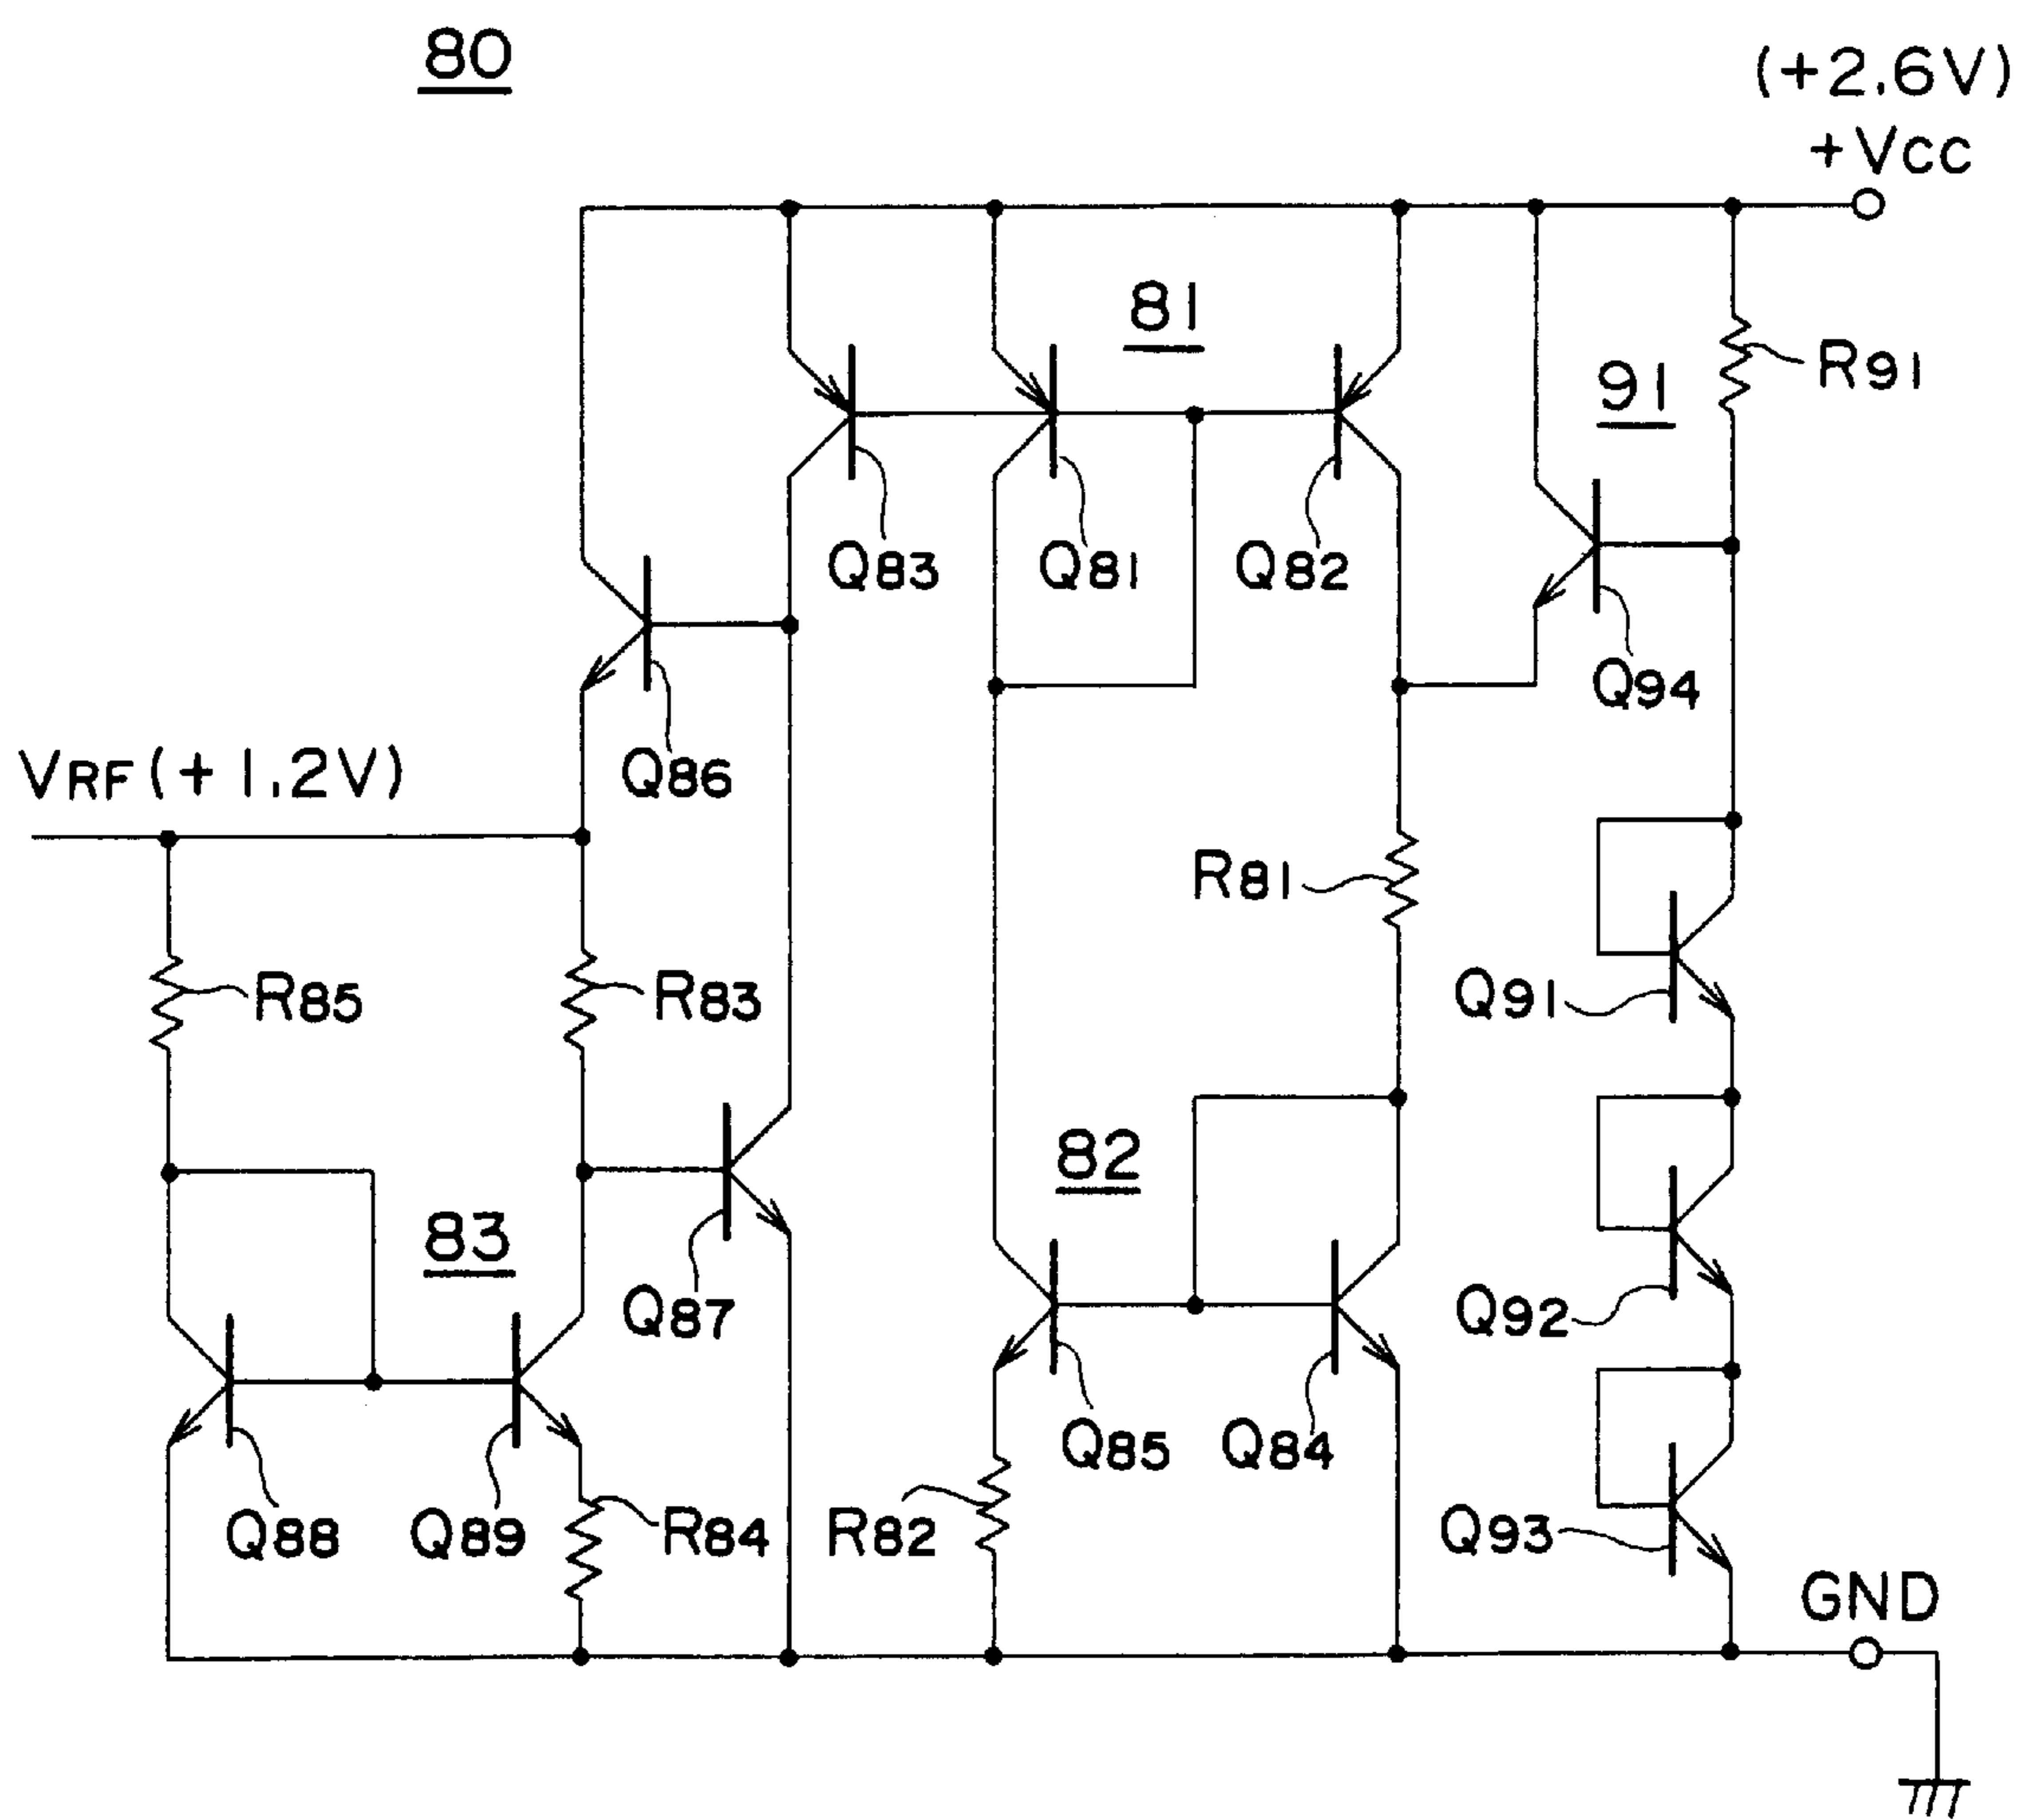 80
(+2.6V)
+VCC
81
R91
91
Q83
Q81
Q82
Q94
Q86
VRF(+1.2V)
R81
R85
R83
Q91
82
83
Q87
Q92
Q85
Q84
Q88
Q89
R84
R82
Q93
GND